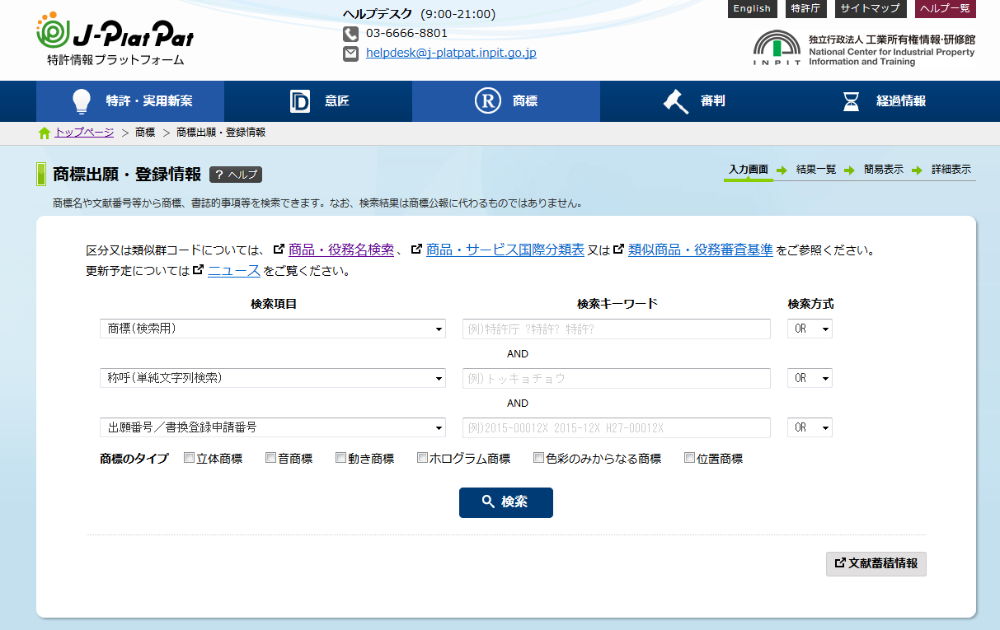 J-PlatPat
特許情報プラットフォーム
ヘルプデスク (9:00-21:00)
03-6666-8801
helpdesk@j-platpat.inpit.go.jp
English 特許庁 サイトマップ ヘルプ一覧
INPIT
独立行政法人 工業所有権情報・研修館
National Center for Industrial Property
Information and Training
特許・実用新案 D 意匠 R 商標 審判 経過情報
トップページ > 商標 > 商標出願・登録情報
商標出願・登録情報 ? ヘルプ
入力画面 結果一覧 簡易表示 詳細表示
商標名や文献番号等から商標、書誌的事項等を検索できます。なお、検索結果は商標公報に代わるものではありません。
区分又は類似群コードについては、 商品・役務名検索 、 商品・サービス国際分類表 又は 類似商品・役務審査基準 をご参照ください。
更新予定については ニュース をご覧ください。
検索項目 検索キーワード 検索方式
商標(検索用) 例)特許庁 ?特許? 特許? OR
AND
称呼(単純文字列検索) 例)トッキョチョウ OR
AND
出願番号／書換登録申請番号 例)2015-00012X 2015-12X H27-00012X OR
商標のタイプ 立体商標 音商標 動き商標 ホログラム商標 色彩のみからなる商標 位置商標
検索
文献蓄積情報